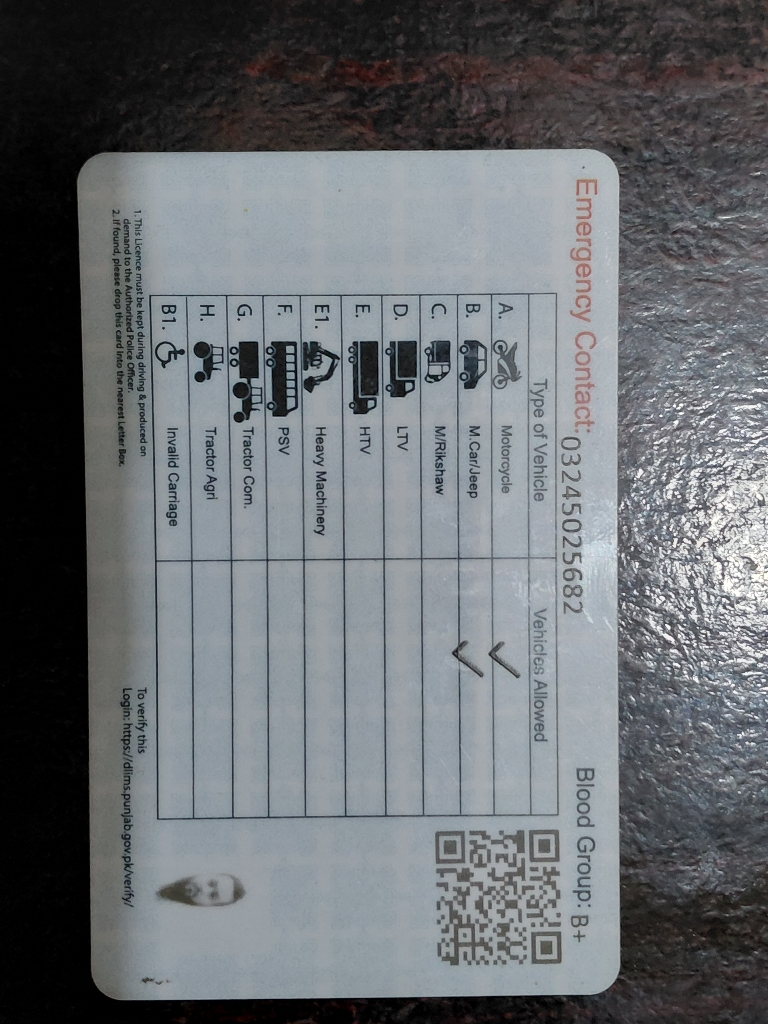 Emergency Contact: 03245025682 Blood Group: B+
Type of Vehicle Vehicles Allowed
A. Motorcycle ✓
B. M.Car/Jeep ✓
C. M/Rikshaw
D. LTV
E. HTV
E1. Heavy Machinery
F. PSV
G. Tractor Com.
H. Tractor Agri
B1. Invalid Carriage
1. This Licence must be kept during driving & produced on
demand to the Authorized Police Officer.
2. If found, please drop this card into the nearest Letter Box.
To verify this
Login: https://dlims.punjab.gov.pk/verify/